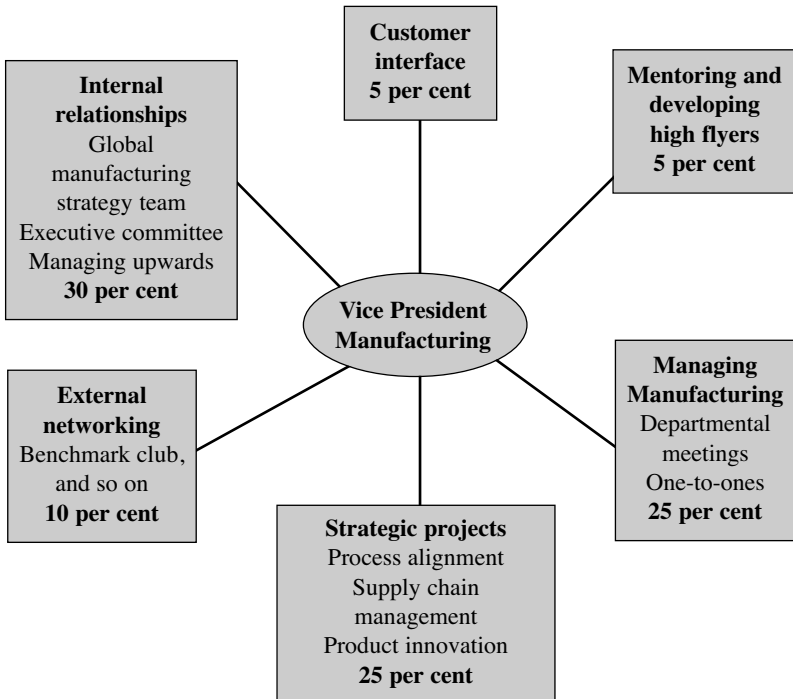 Customer
interface
5 per cent
Internal
relationships
Global
manufacturing
strategy team
Executive committee
Managing upwards
30 per cent
Mentoring and
developing
high flyers
5 per cent
Vice President
Manufacturing
External
networking
Benchmark club,
and so on
10 per cent
Managing
Manufacturing
Departmental
meetings
One-to-ones
25 per cent
Strategic projects
Process alignment
Supply chain
management
Product innovation
25 per cent